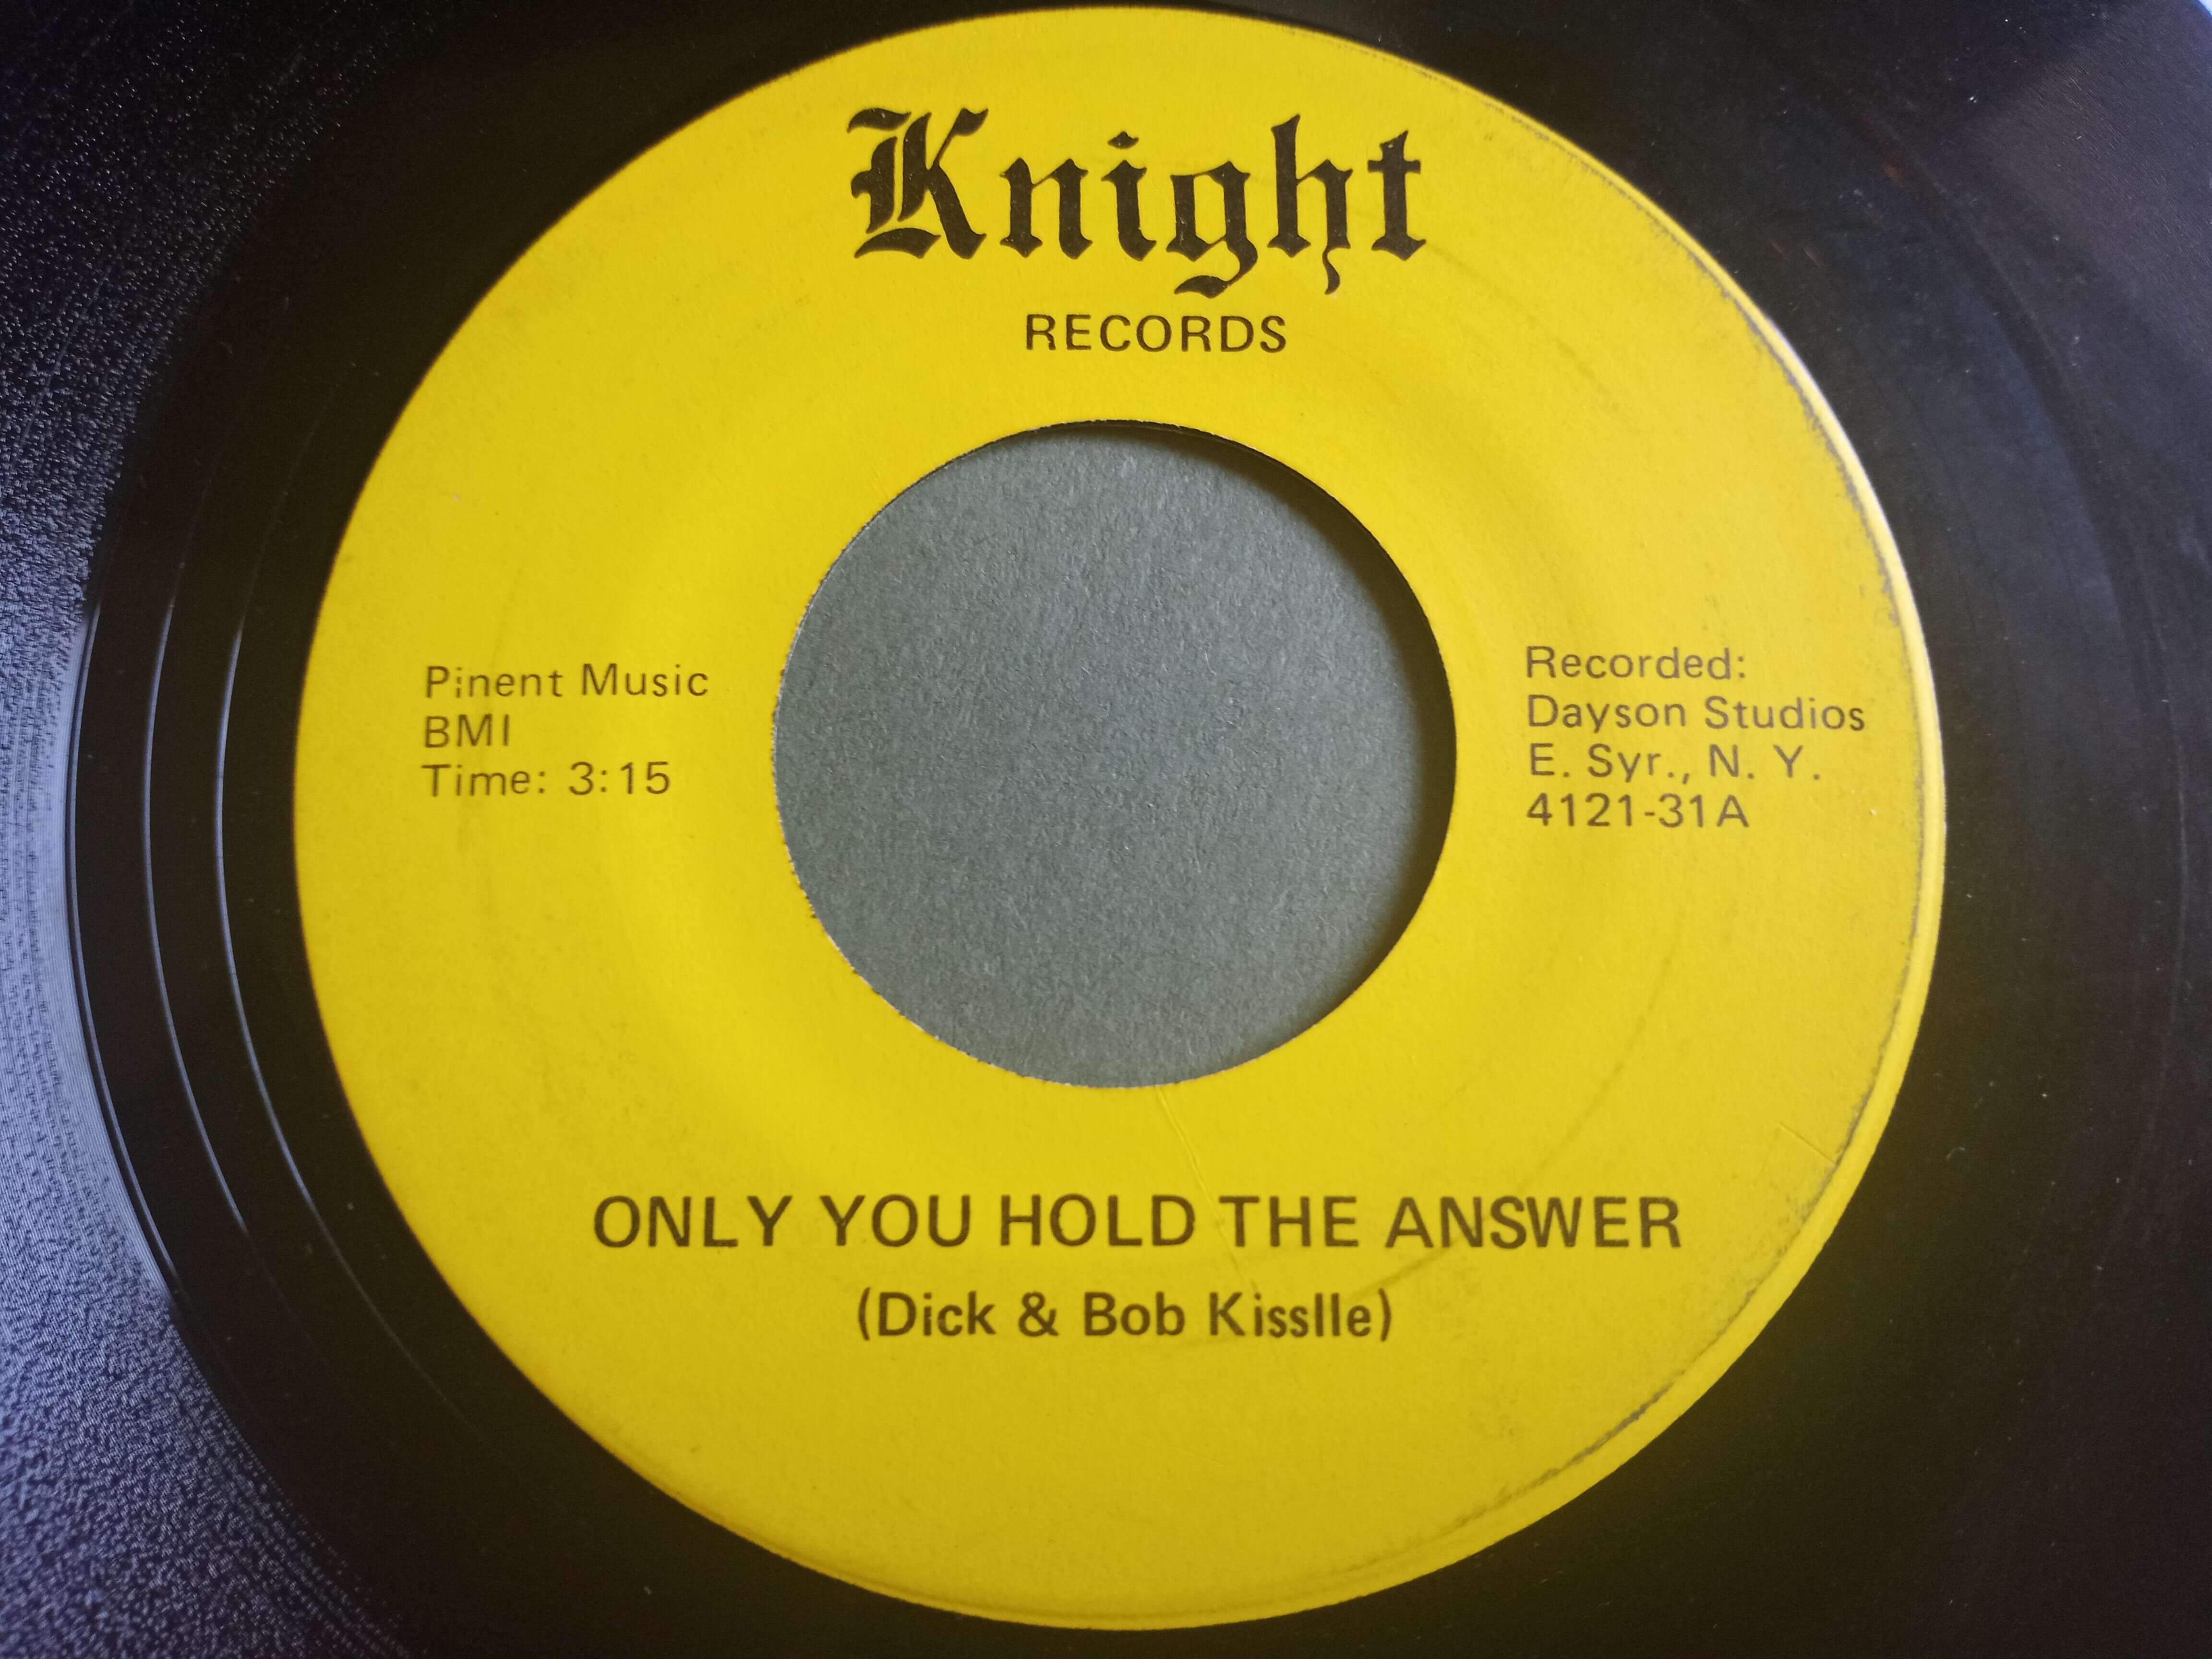 Knight
RECORDS
Pinent Music
BMI
Time: 3:15
Recorded:
Dayson Studios
E. Syr., N. Y.
4121-31A
ONLY YOU HOLD THE ANSWER
(Dick & Bob Kisslle)